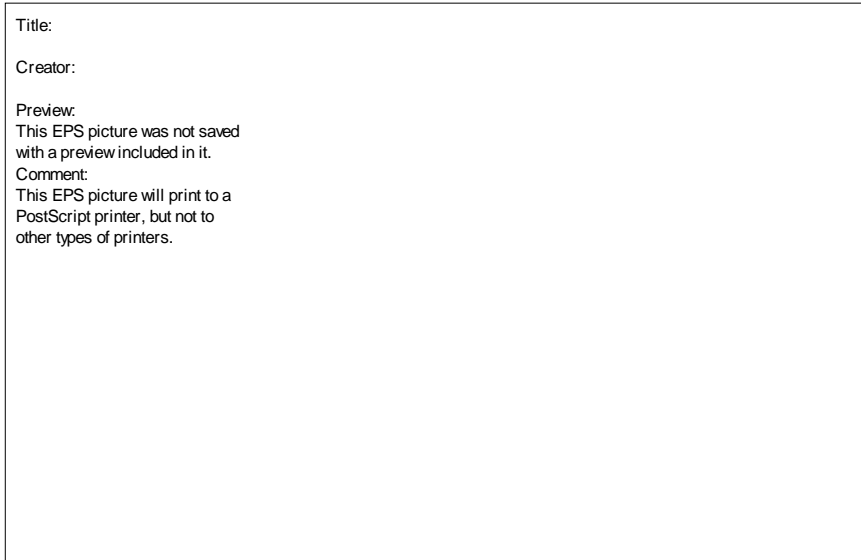 Title:
Creator:
Preview:
This EPS picture was not saved
with a preview included in it.
Comment:
This EPS picture will print to a
PostScript printer, but not to
other types of printers.